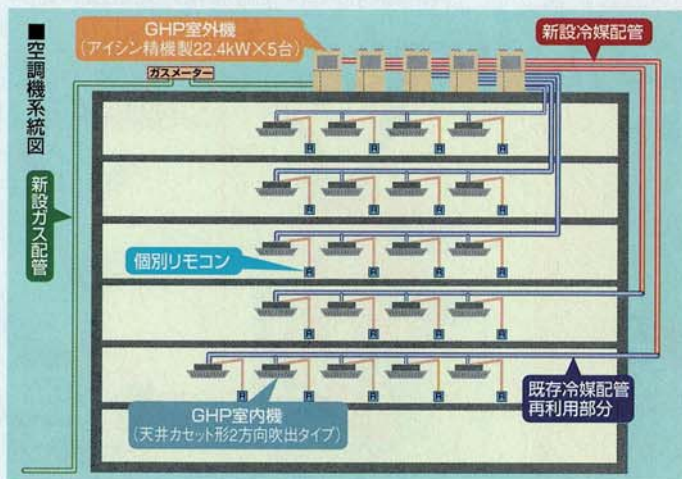 ■空調機系統図
GHP室外機
(アイシン精機製22.4kW×5台)
新設冷媒配管
ガスメーター
新設ガス配管
個別リモコン
R R R R
R R R R
R R R R
R R R R
R R R R R
既存冷媒配管
再利用部分
GHP室内機
(天井カセット形2方向吹出タイプ)